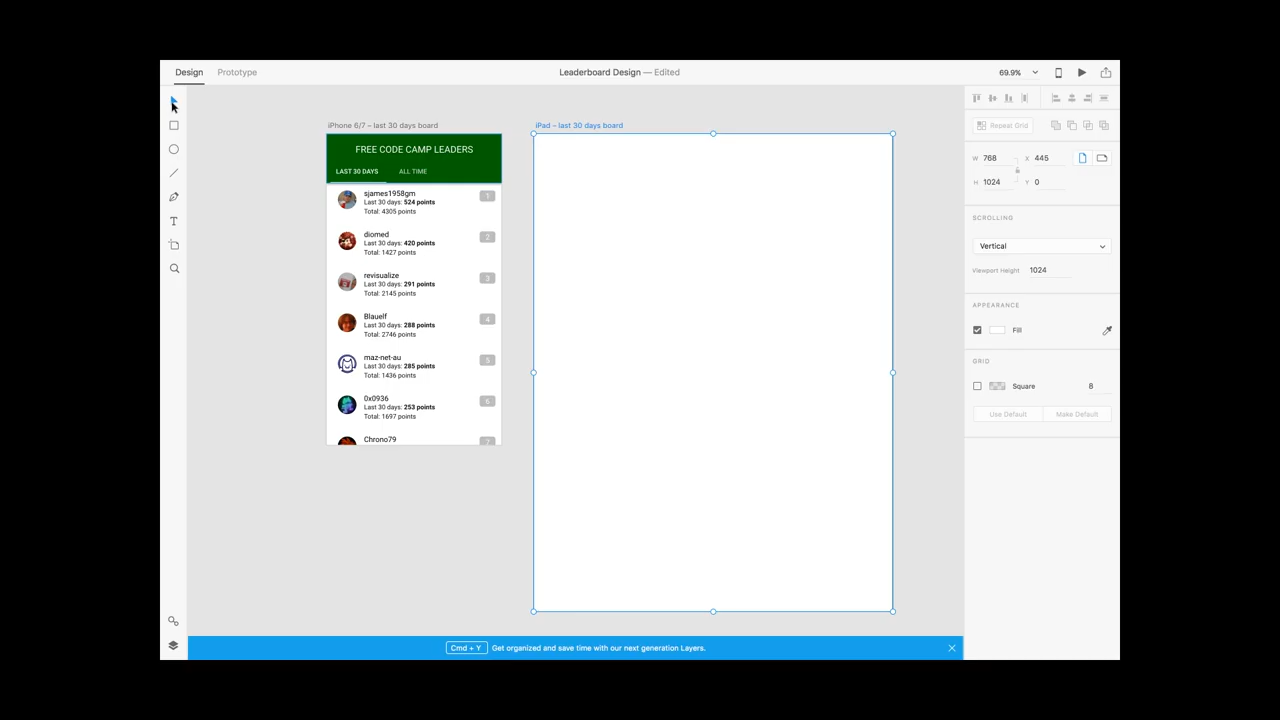 Design Prototype Leaderboard Design — Edited 69.9%
iPhone 6/7 – last 30 days board
FREE CODE CAMP LEADERS
LAST 30 DAYS ALL TIME
sjames1958gm
Last 30 days: 524 points
Total: 4305 points
1
diomed
Last 30 days: 420 points
Total: 1427 points
2
revisualize
Last 30 days: 291 points
Total: 2145 points
3
Blauelf
Last 30 days: 288 points
Total: 2746 points
4
maz-net-au
Last 30 days: 285 points
Total: 1436 points
5
0x0936
Last 30 days: 253 points
Total: 1697 points
6
Chrono79
7
iPad – last 30 days board
Repeat Grid
W 768 X 445
H 1024 Y 0
SCROLLING
Vertical
Viewport Height 1024
APPEARANCE
Fill
GRID
Square 8
Use Default Make Default
T
Cmd + Y Get organized and save time with our next generation Layers.